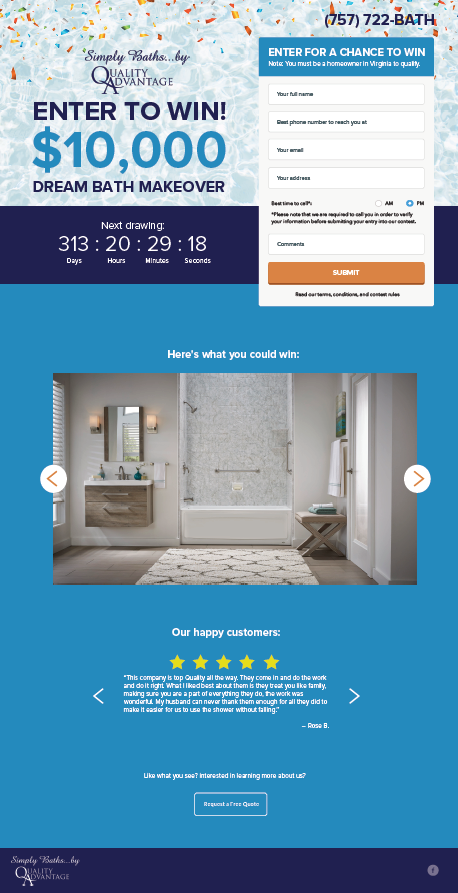 (757) 722-BATH
Simply Baths...by
QUALITY
ADVANTAGE
ENTER TO WIN!
$10,000
DREAM BATH MAKEOVER
Next drawing:
313 : 20 : 29 : 18
Days Hours Minutes Seconds
ENTER FOR A CHANCE TO WIN
Note: You must be a homeowner in Virginia to qualify.
Your full name
Best phone number to reach you at
Your email
Your address
Best time to call*: AM PM
*Please note that we are required to call you in order to verify
your information before submitting your entry into our contest.
Comments
SUBMIT
Read our terms, conditions, and contest rules
Here's what you could win:
Our happy customers:
"This company is top Quality all the way. They come in and do the work
and do it right. What I liked best about them is they treat you like family,
making sure you are a part of everything they do, the work was
wonderful. My husband can never thank them enough for all they did to
make it easier for us to use the shower without falling."
– Rose B.
Like what you see? Interested in learning more about us?
Request a Free Quote
Simply Baths...by
QUALITY
ADVANTAGE
f